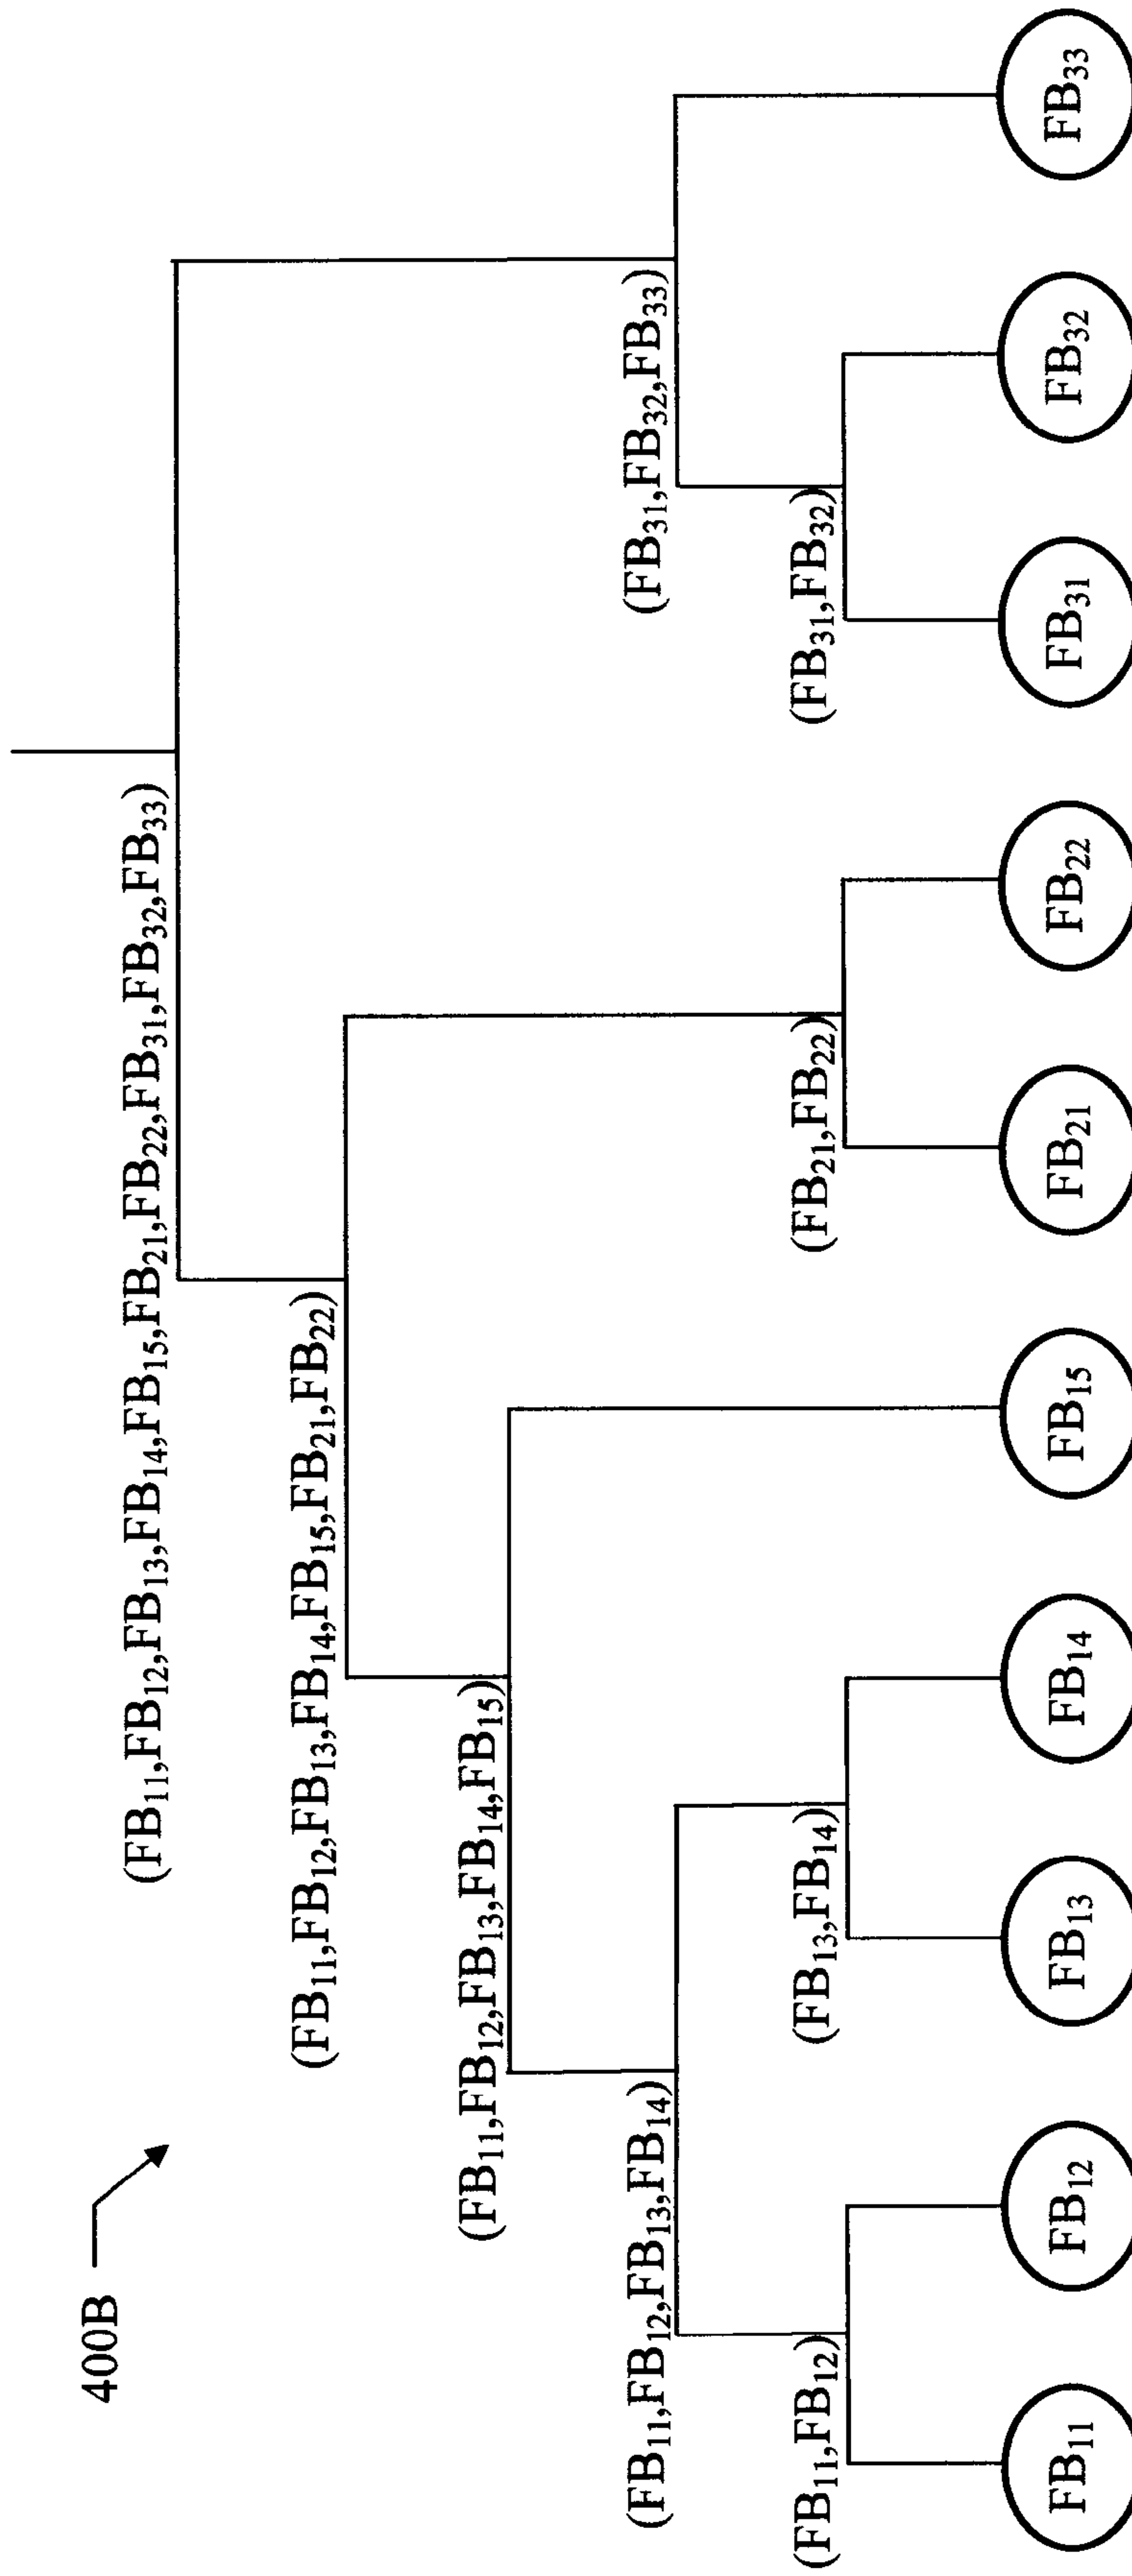 400B
(FB₁₁,FB₁₂,FB₁₃,FB₁₄,FB₁₅,FB₂₁,FB₂₂,FB₃₁,FB₃₂,FB₃₃)
(FB₁₁,FB₁₂,FB₁₃,FB₁₄,FB₁₅,FB₂₁,FB₂₂)
(FB₁₁,FB₁₂,FB₁₃,FB₁₄,FB₁₅)
(FB₁₁,FB₁₂,FB₁₃,FB₁₄)
(FB₃₁,FB₃₂,FB₃₃)
(FB₁₁,FB₁₂)
(FB₁₃,FB₁₄)
(FB₂₁,FB₂₂)
(FB₃₁,FB₃₂)
FB₁₁
FB₁₂
FB₁₃
FB₁₄
FB₁₅
FB₂₁
FB₂₂
FB₃₁
FB₃₂
FB₃₃